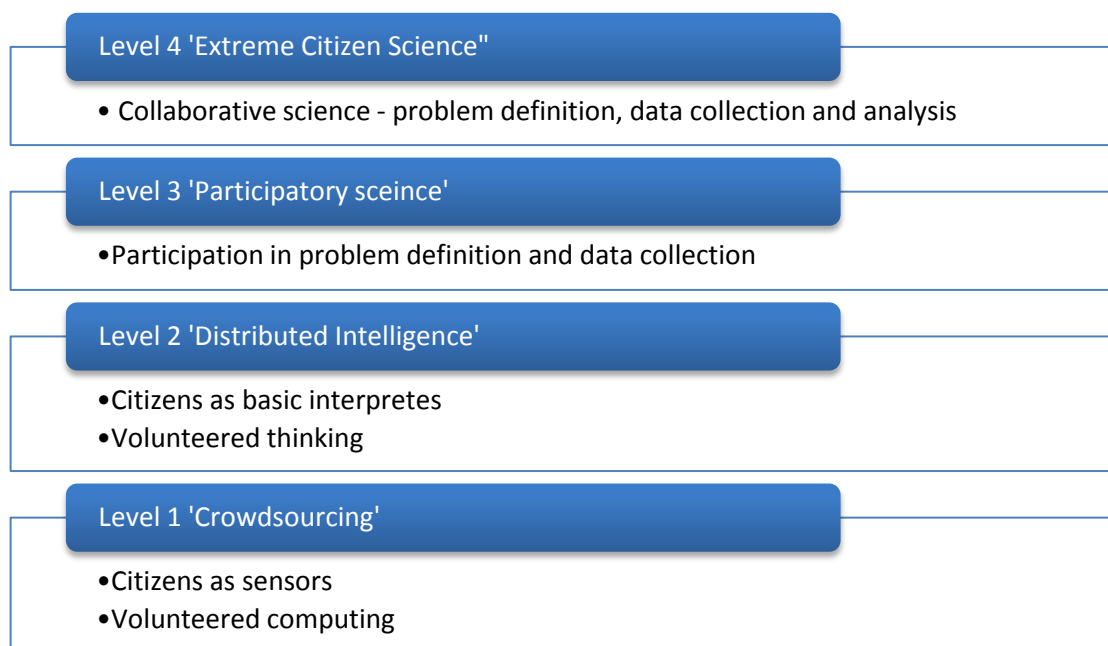 Level 4 'Extreme Citizen Science"
• Collaborative science - problem definition, data collection and analysis
Level 3 'Participatory sceince'
•Participation in problem definition and data collection
Level 2 'Distributed Intelligence'
•Citizens as basic interpretes
•Volunteered thinking
Level 1 'Crowdsourcing'
•Citizens as sensors
•Volunteered computing